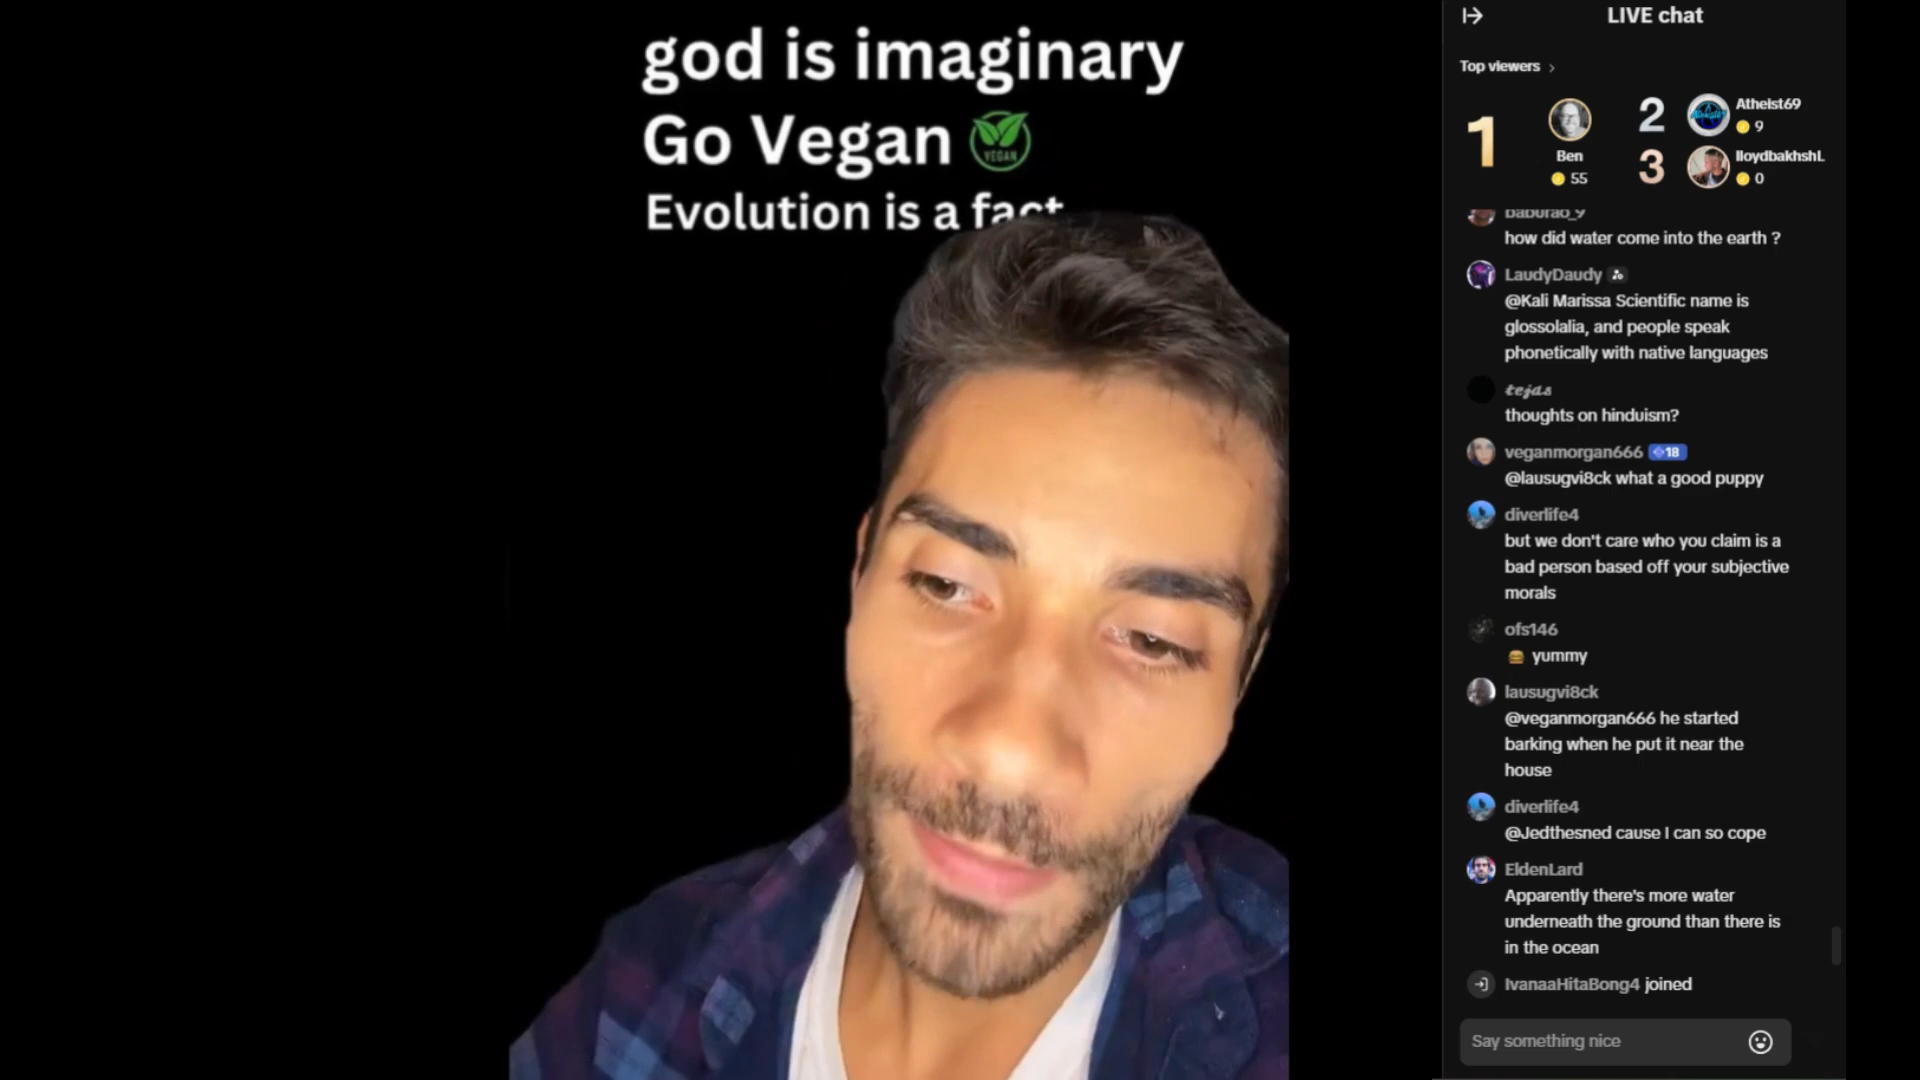 god is imaginary
Go Vegan
VEGAN
Evolution is a fact
LIVE chat
Top viewers >
1
Ben
55
2
Atheist69
9
3
lloydbakhshL
0
baburao_9
how did water come into the earth ?
LaudyDaudy
@Kali Marissa Scientific name is
glossolalia, and people speak
phonetically with native languages
tejas
thoughts on hinduism?
veganmorgan666 18
@lausugvi8ck what a good puppy
diverlife4
but we don't care who you claim is a
bad person based off your subjective
morals
ofs146
🍔 yummy
lausugvi8ck
@veganmorgan666 he started
barking when he put it near the
house
diverlife4
@Jedthesned cause I can so cope
EldenLard
Apparently there's more water
underneath the ground than there is
in the ocean
IvanaaHitaBong4 joined
Say something nice